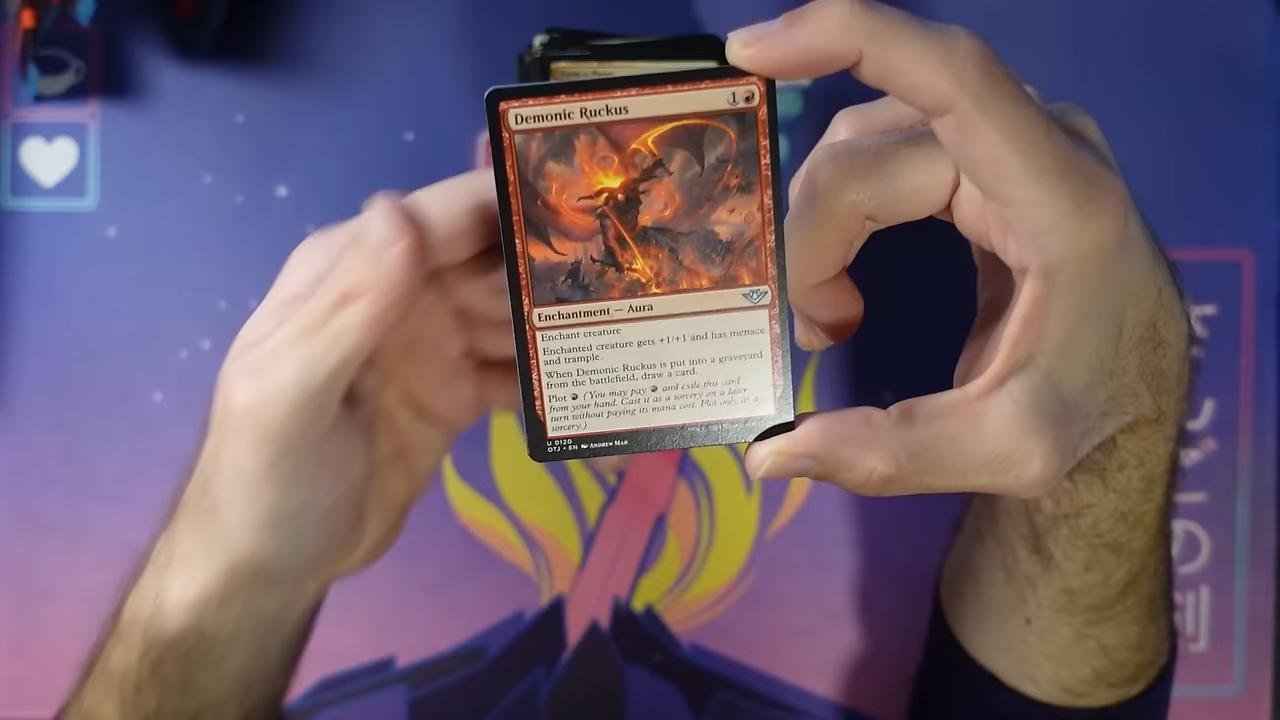 Demonic Ruckus
1
Enchantment — Aura
Enchant creature
Enchanted creature gets +1/+1 and has menace
and trample.
When Demonic Ruckus is put into a graveyard
from the battlefield, draw a card.
Plot (You may pay and exile this card
from your hand. Cast it as a sorcery on a later
turn without paying its mana cost. Plot only as a
sorcery.)
U 0120
OTJ • EN Andrew Mar